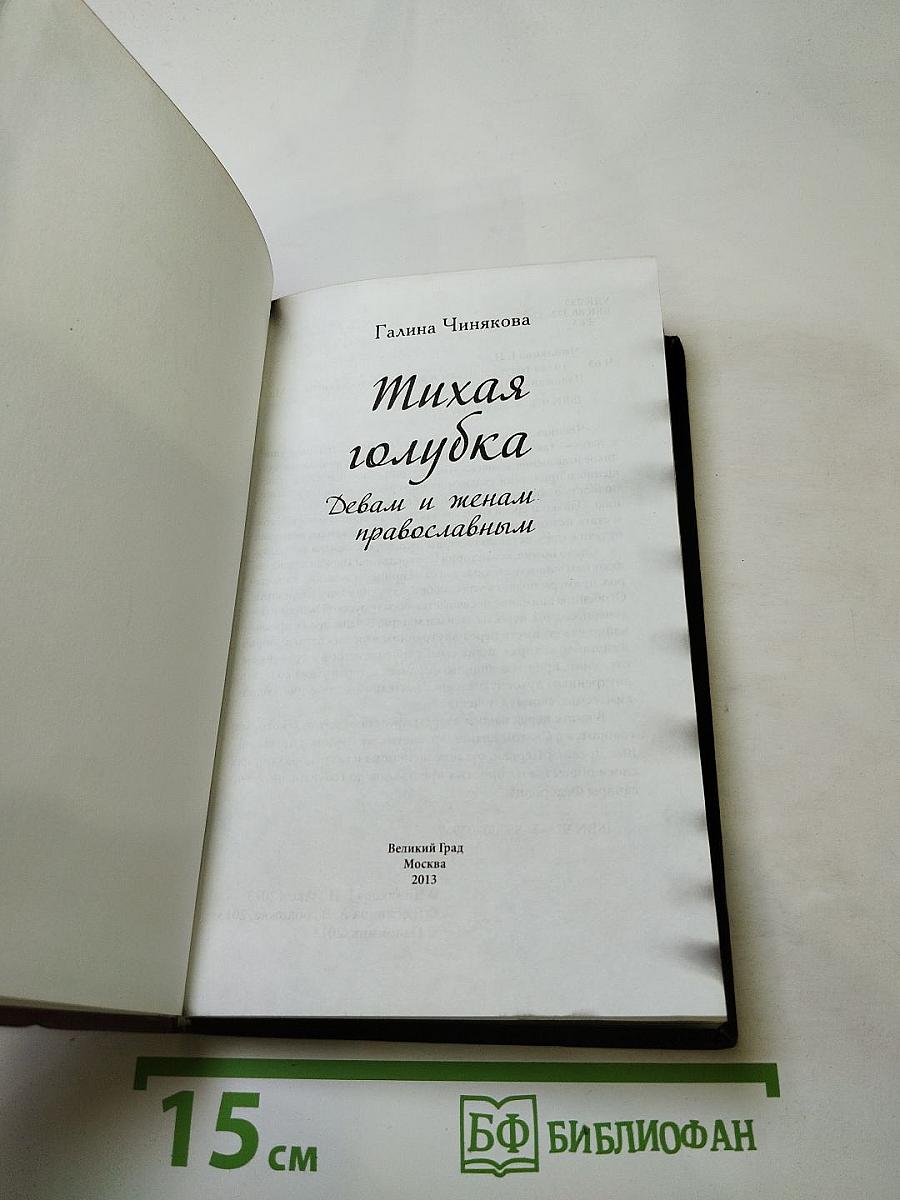 Галина Чинякова
Тихая
голубка
Девам и женам
православным
Великий Град
Москва
2013
15 см
БФ БИБЛИОФАН